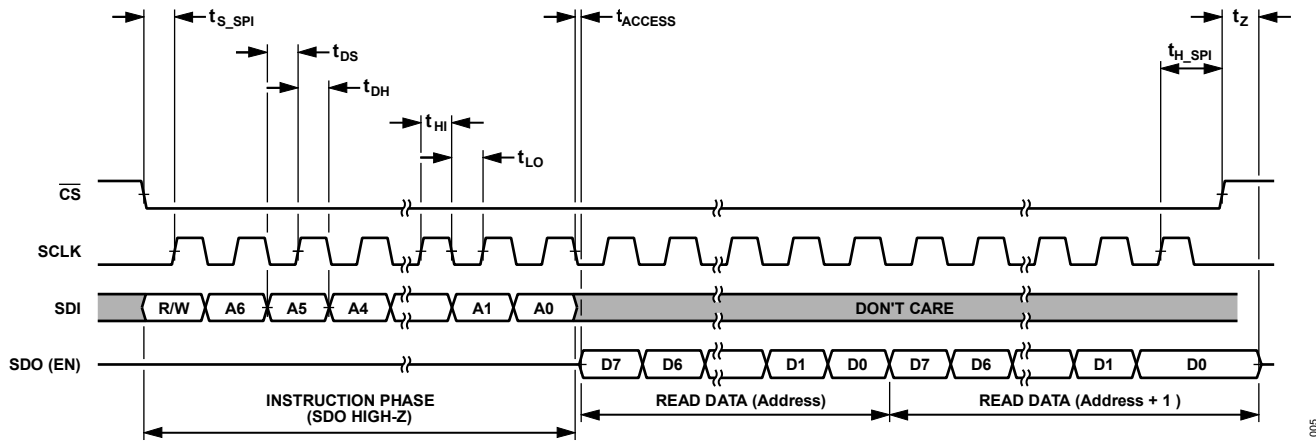 tS_SPI
tACCESS
tZ
tDS
tH_SPI
tDH
tHI
tLO
CS
SCLK
SDI R/W A6 A5 A4 A1 A0 DON'T CARE
SDO (EN) D7 D6 D1 D0 D7 D6 D1 D0
INSTRUCTION PHASE
(SDO HIGH-Z)
READ DATA (Address)
READ DATA (Address + 1 )
005